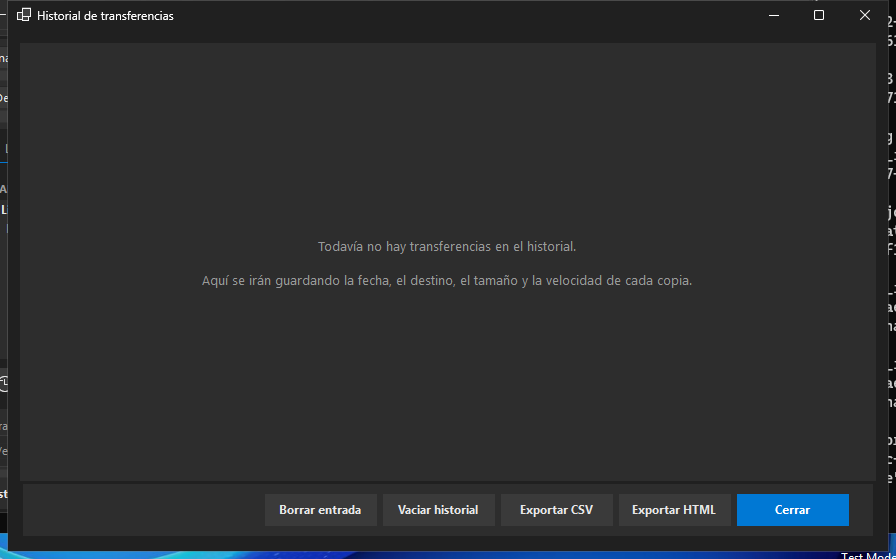 Historial de transferencias
Todavía no hay transferencias en el historial.
Aquí se irán guardando la fecha, el destino, el tamaño y la velocidad de cada copia.
Borrar entrada
Vaciar historial
Exportar CSV
Exportar HTML
Cerrar